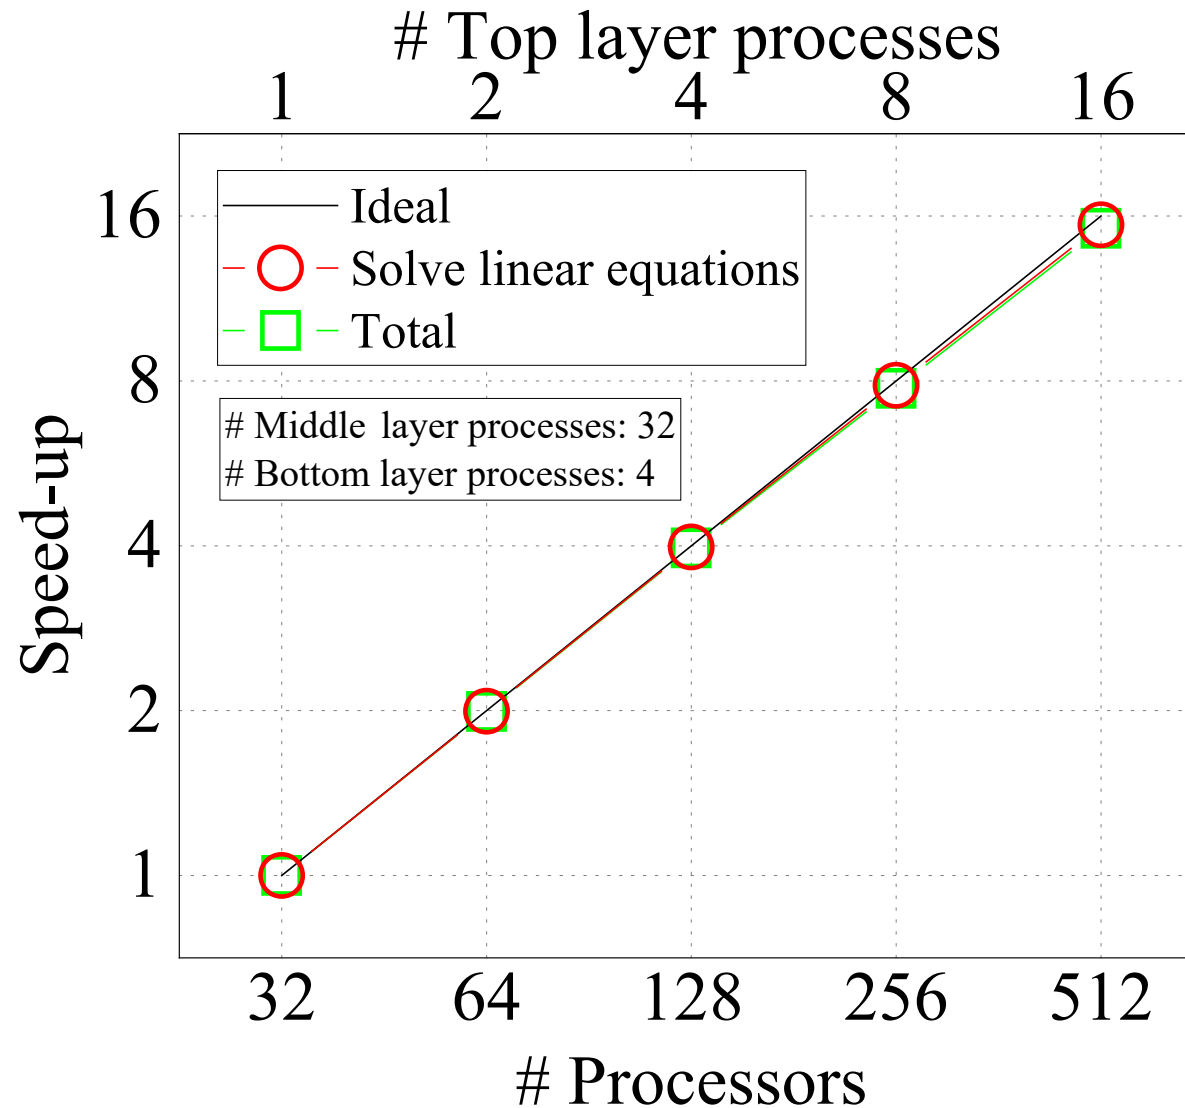 # Top layer processes
1 2 4 8 16
Ideal
Solve linear equations
Total
# Middle layer processes: 32
# Bottom layer processes: 4
Speed-up
16
8
4
2
1
32 64 128 256 512
# Processors